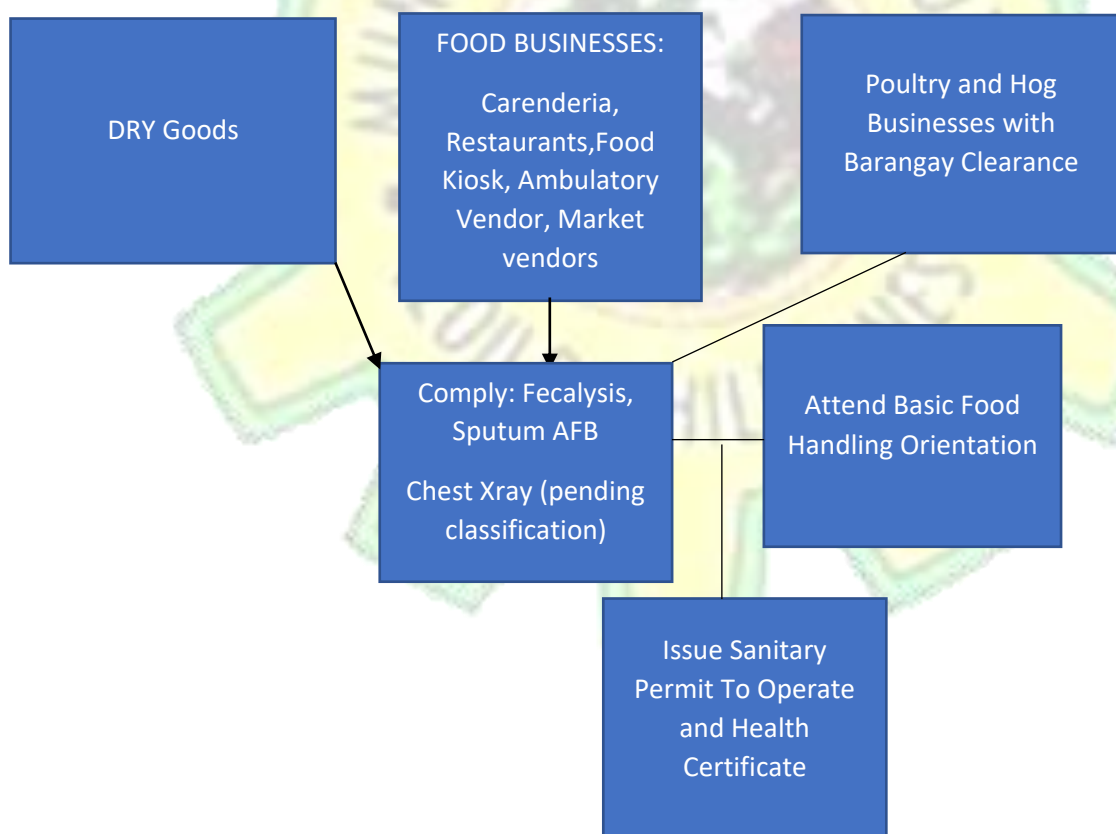 DRY Goods
FOOD BUSINESSES:
Carenderia,
Restaurants,Food
Kiosk, Ambulatory
Vendor, Market
vendors
Poultry and Hog
Businesses with
Barangay Clearance
Comply: Fecalysis,
Sputum AFB
Chest Xray (pending
classification)
Attend Basic Food
Handling Orientation
Issue Sanitary
Permit To Operate
and Health
Certificate